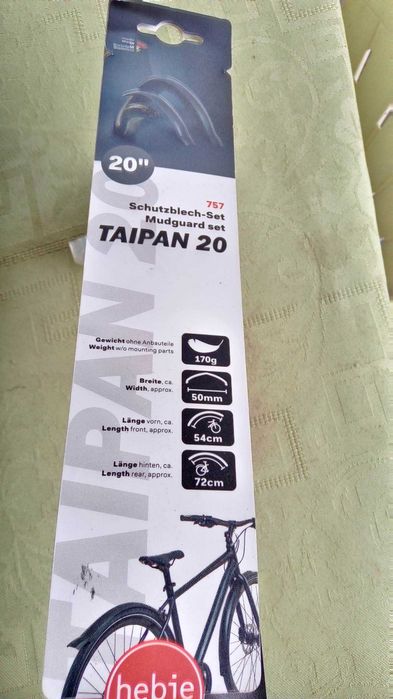 20"
757
Schutzblech-Set
Mudguard set
TAIPAN 20
Gewicht ohne Anbauteile
Weight w/o mounting parts
170g
Breite, ca.
Width, approx.
50mm
Länge vorn, ca.
Length front, approx.
54cm
Länge hinten, ca.
Length rear, approx.
72cm
TAIPAN 20
hebie